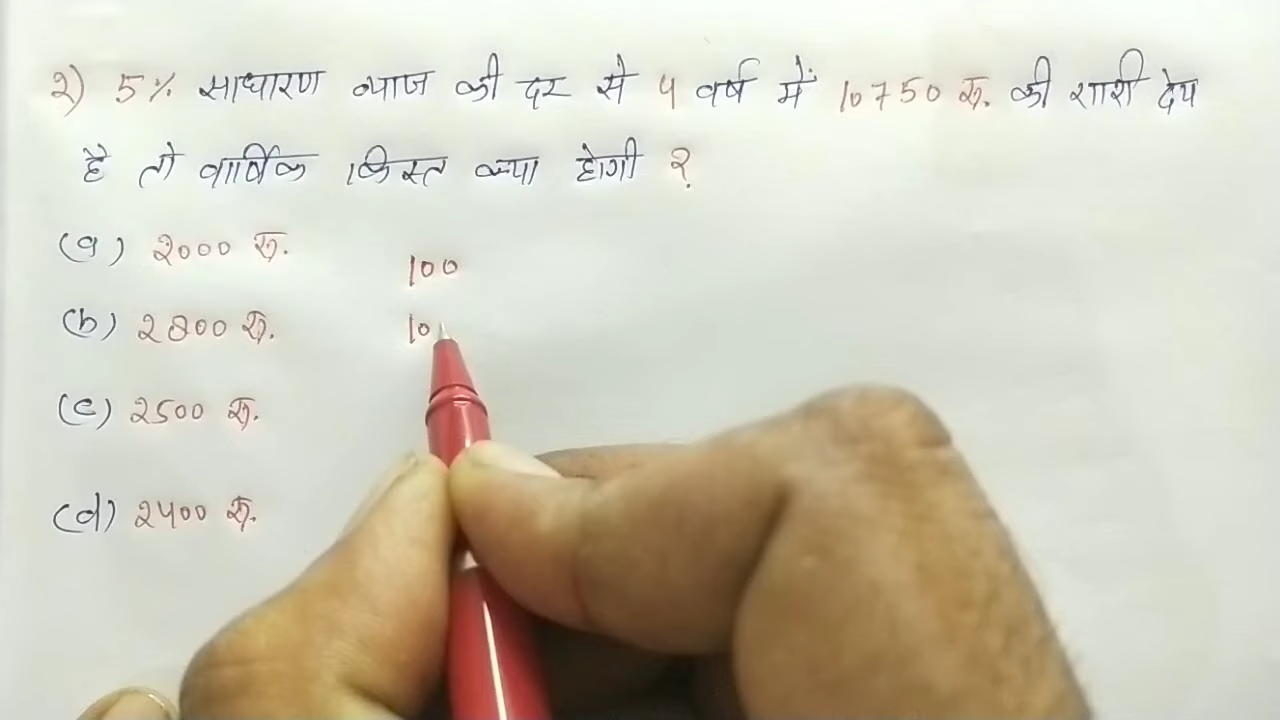 2) 5% साधारण ब्याज की दर से 4 वर्ष में 10750 रु. की राशी देय
है तो वार्षिक किस्त क्या होगी ?
(a) 2000 रु.
100
(b) 2800 रु.
10
(c) 2500 रु.
(d) 2400 रु.